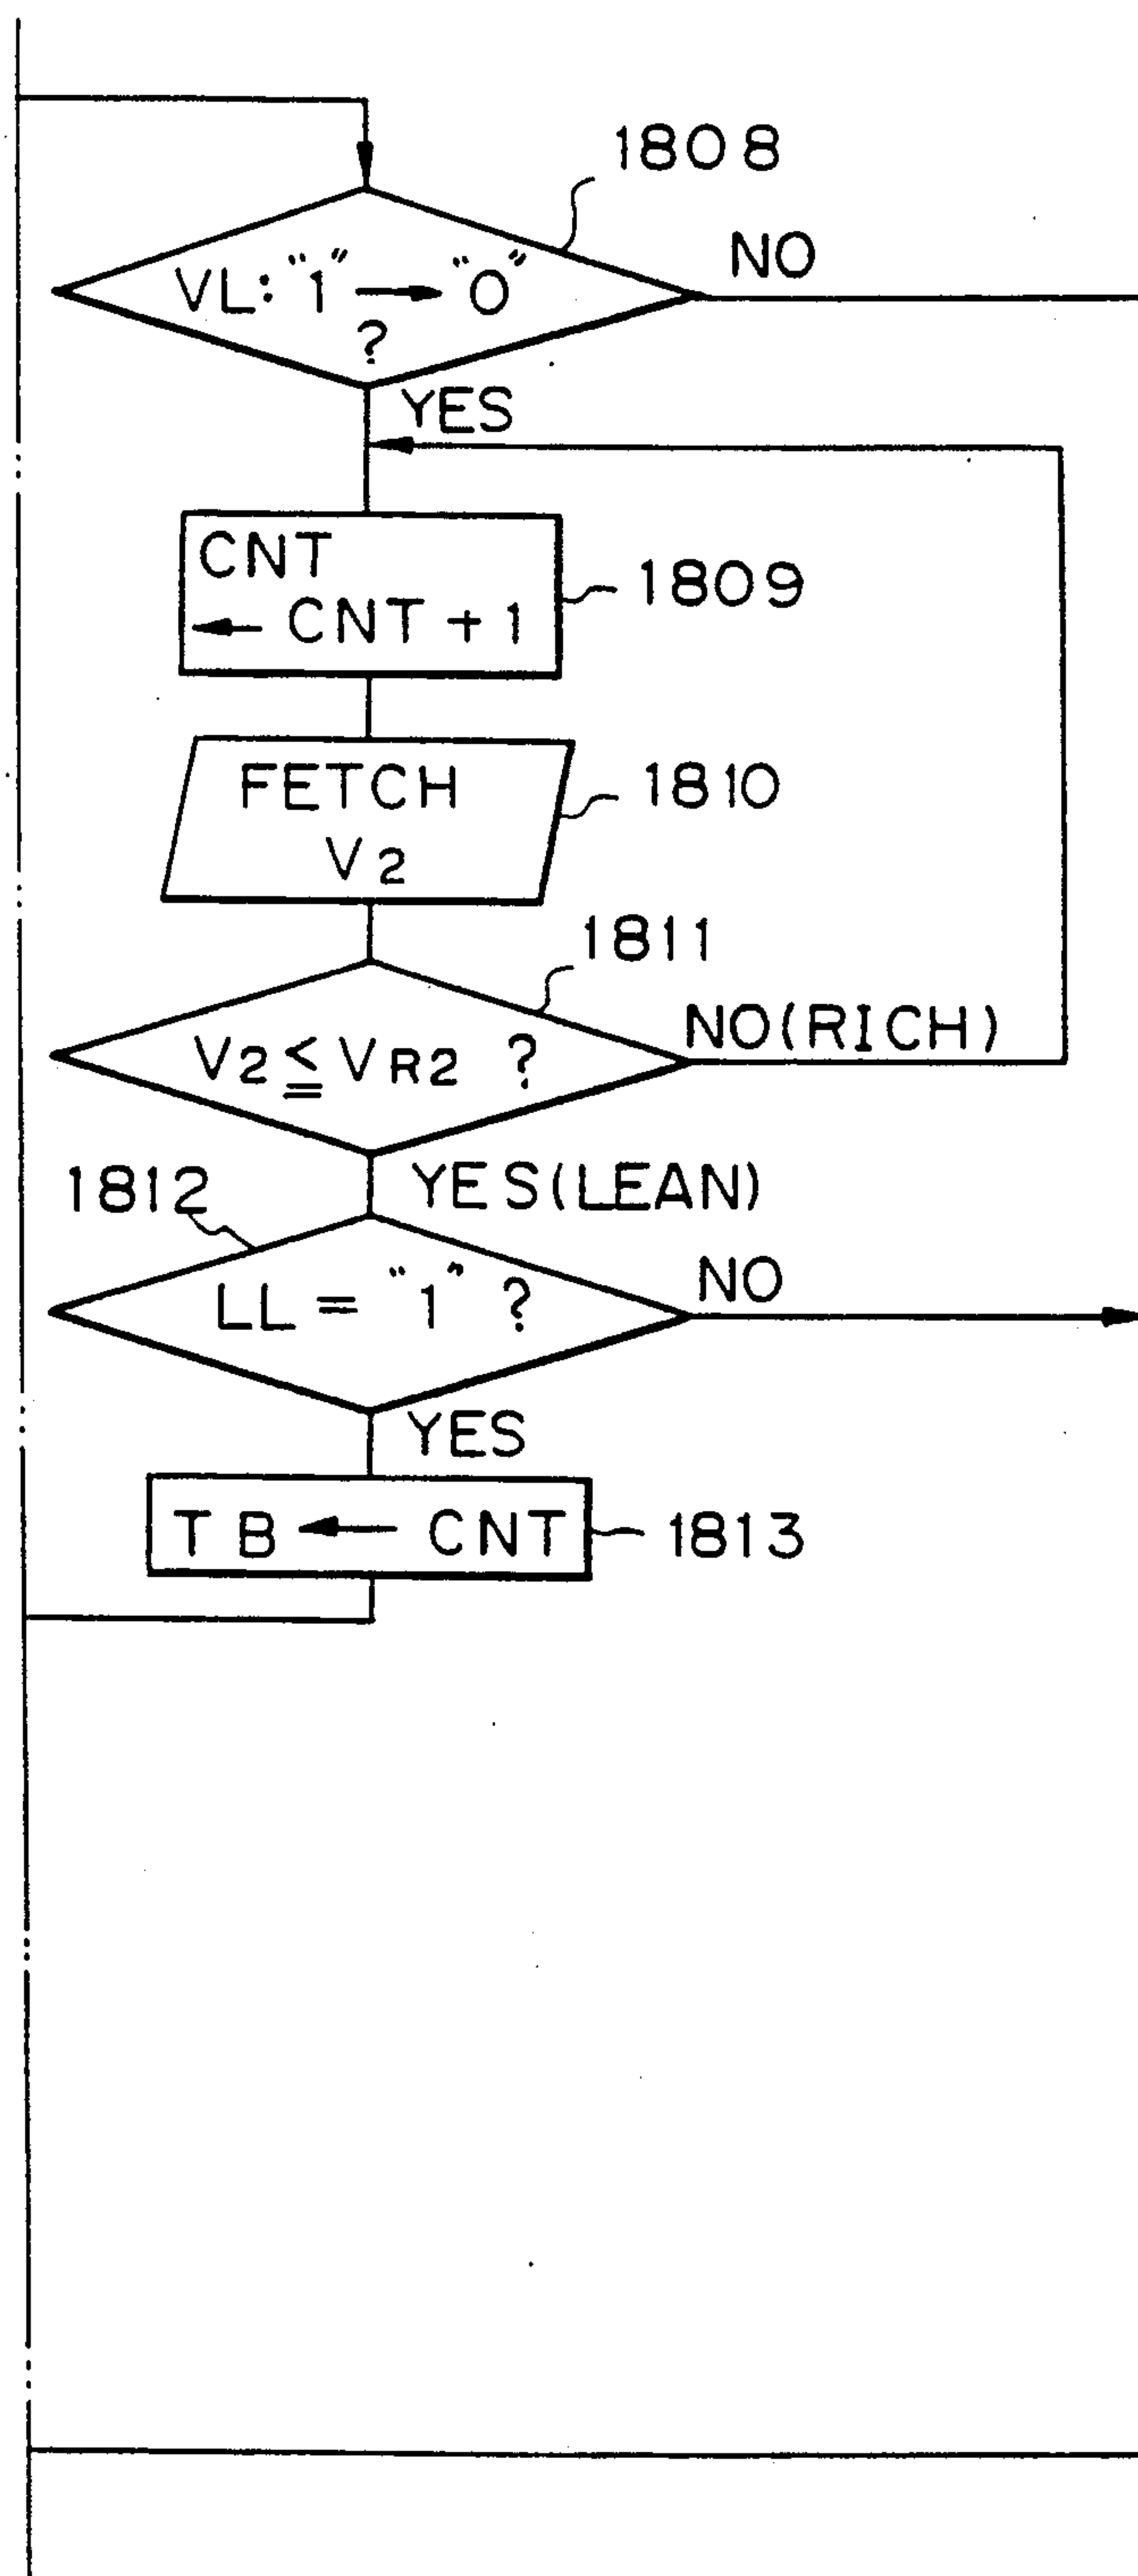 1808
VL: "1" → "0"
?
NO
YES
CNT
← CNT + 1
1809
FETCH
V2
1810
1811
V2 ≦ VR2 ?
NO(RICH)
YES(LEAN)
1812
LL = "1" ?
NO
YES
TB ← CNT
1813